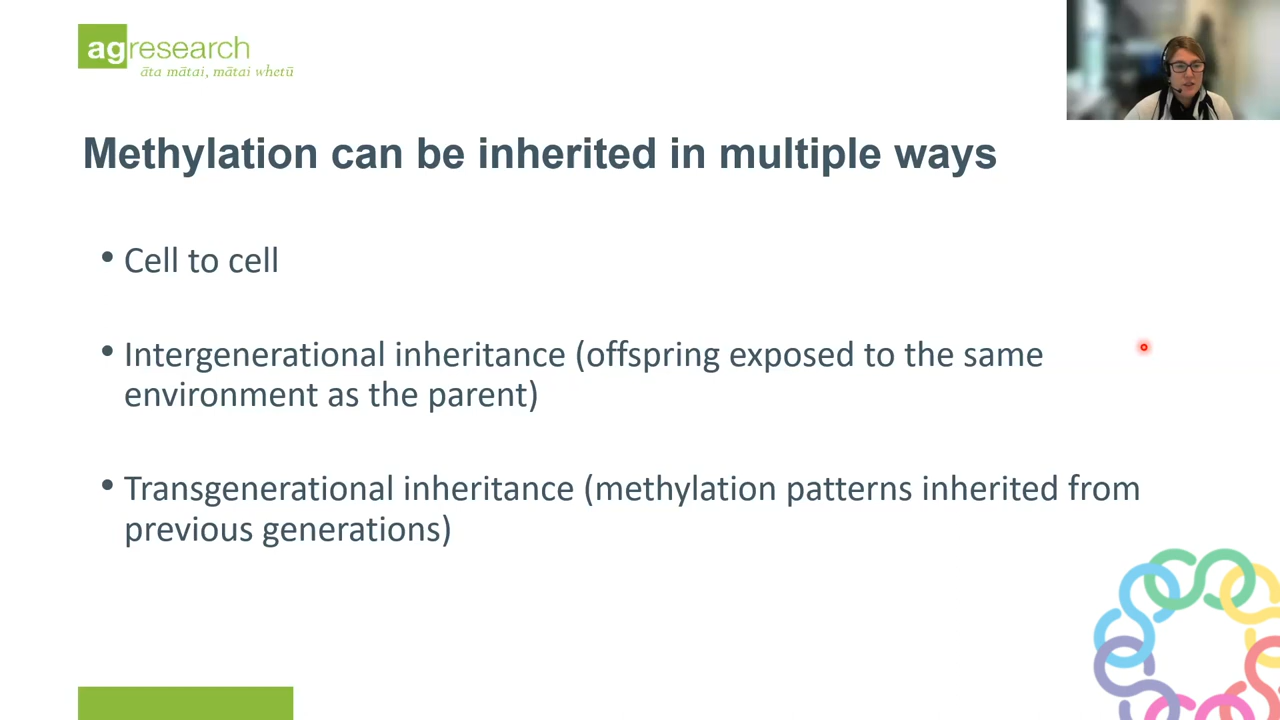 agresearch
āta mātai, mātai whetū
Methylation can be inherited in multiple ways
• Cell to cell
• Intergenerational inheritance (offspring exposed to the same
environment as the parent)
• Transgenerational inheritance (methylation patterns inherited from
previous generations)